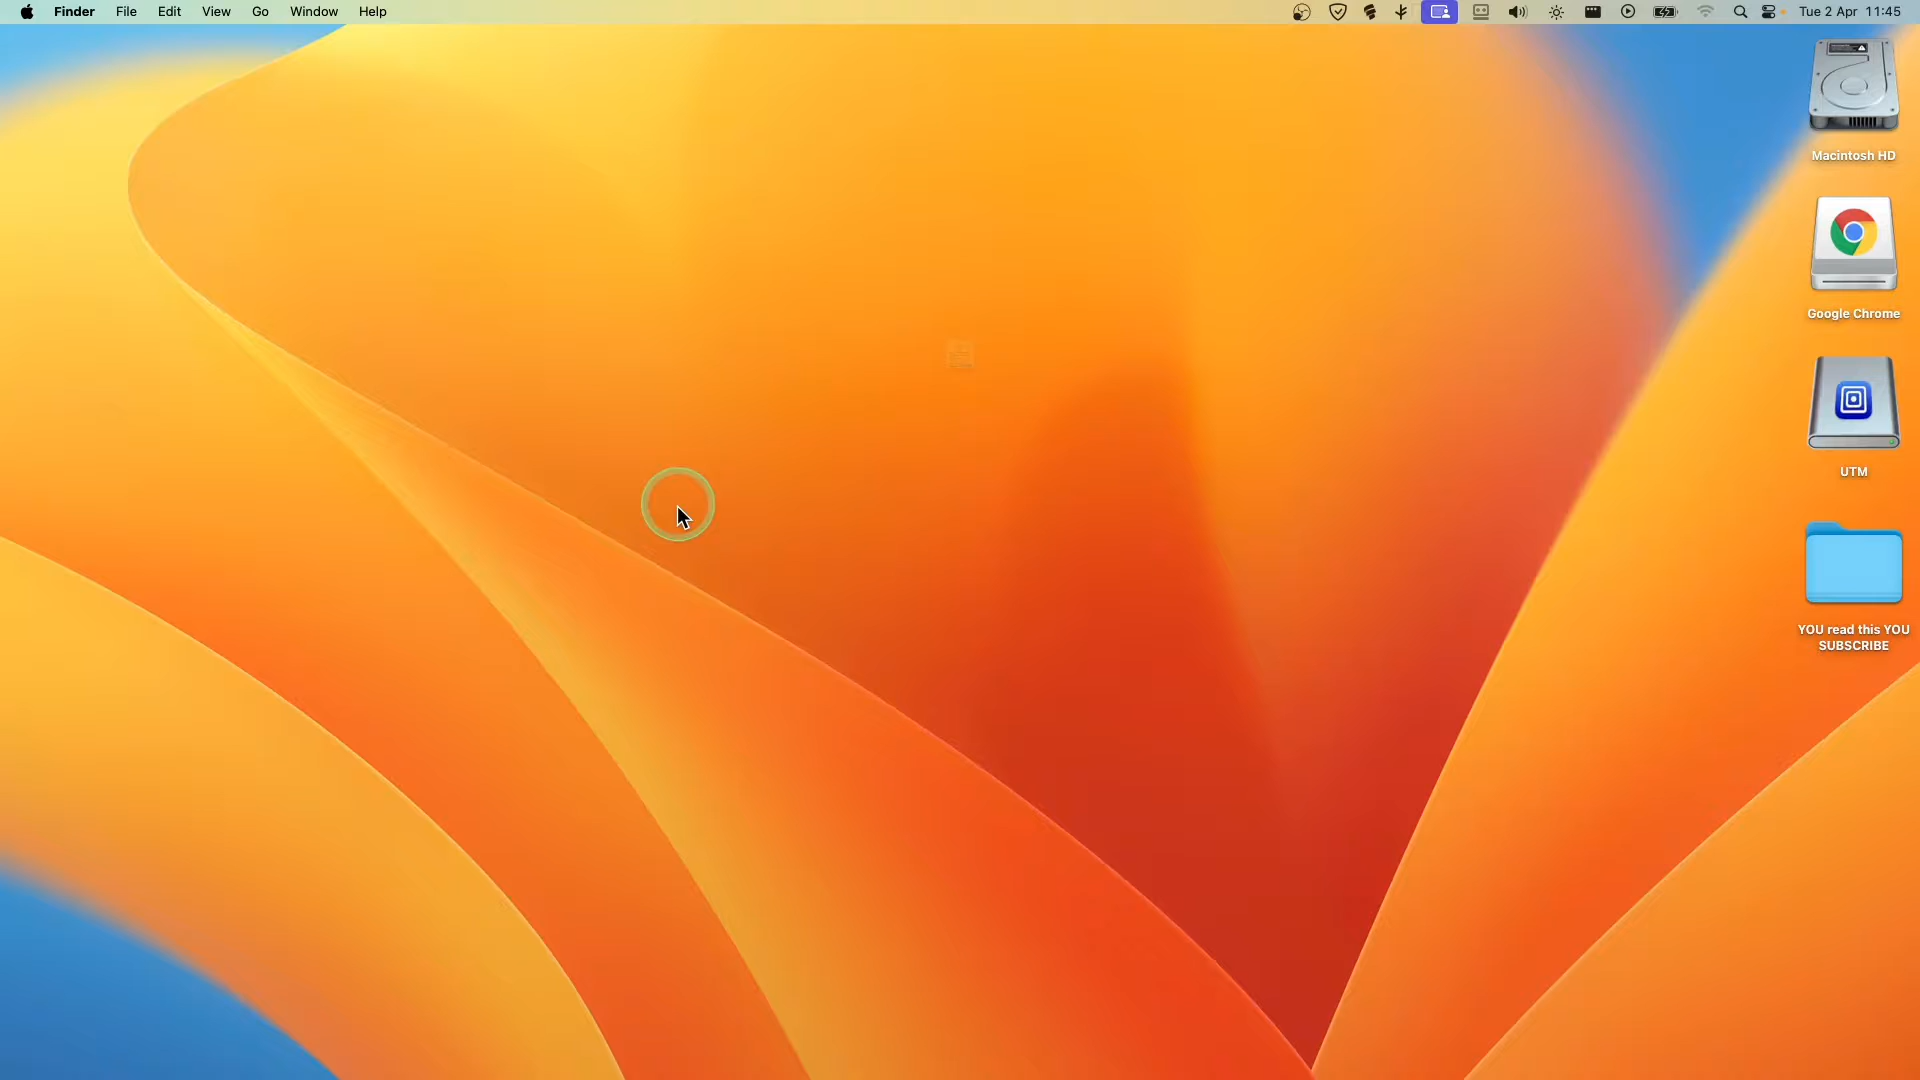 Finder File Edit View Go Window Help Tue 2 Apr 11:45
Macintosh HD
Google Chrome
UTM
YOU read this YOU
SUBSCRIBE